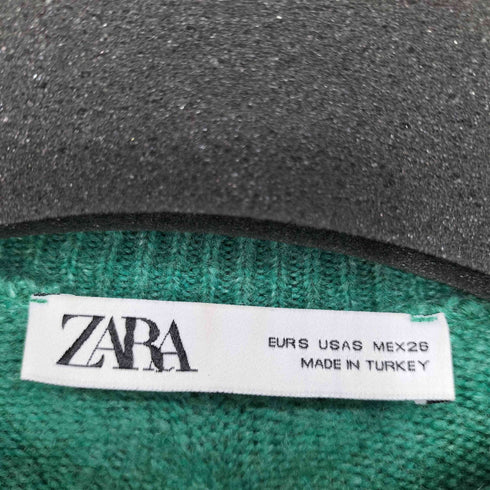 ZARA
EUR S USA S MEX 26
MADE IN TURKEY